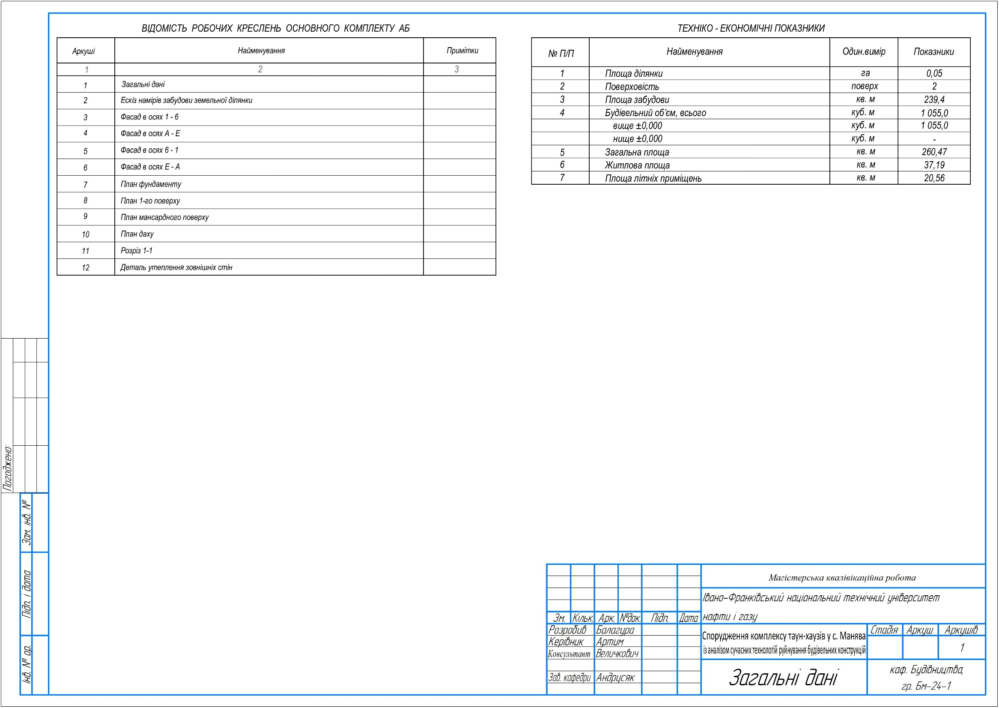 ВІДОМІСТЬ РОБОЧИХ КРЕСЛЕНЬ ОСНОВНОГО КОМПЛЕКТУ АБ
Аркуші Найменування Примітки
1 2 3
1 Загальні дані
2 Ескіз намірів забудови земельної ділянки
3 Фасад в осях 1 - 6
4 Фасад в осях А - Е
5 Фасад в осях 6 - 1
6 Фасад в осях Е - А
7 План фундаменту
8 План 1-го поверху
9 План мансардного поверху
10 План даху
11 Розріз 1-1
12 Деталь утеплення зовнішніх стін
ТЕХНІКО - ЕКОНОМІЧНІ ПОКАЗНИКИ
№ П/П Найменування Один.вимір Показники
1 Площа ділянки га 0,05
2 Поверховість поверх 2
3 Площа забудови кв. м 239,4
4 Будівельний об’єм, всього куб. м 1 055,0
вище ±0,000 куб. м 1 055,0
нище ±0,000 куб. м -
5 Загальна площа кв. м 260,47
6 Житлова площа кв. м 37,19
7 Площа літніх приміщень кв. м 20,56
Погоджено:
Зам. інв. №
Підп. і дата
Інв. № ор.
Магістерська квалівікаційна робота
Івано-Франківський національний технічний університет
нафти і газу
Зм. Кільк. Арк. №док. Підп. Дата
Розробив Балагура
Керівник Артим
Консультант Величкович
Зав. кафедри Андрусяк
Спорудження комплексу таун-хаузів у с. Манява
із аналізом сучасних технологій руйнування будівельних конструкцій
Стадія Аркуш Аркушів
1
Загальні дані
каф. Будівництва,
гр. Бм-24-1